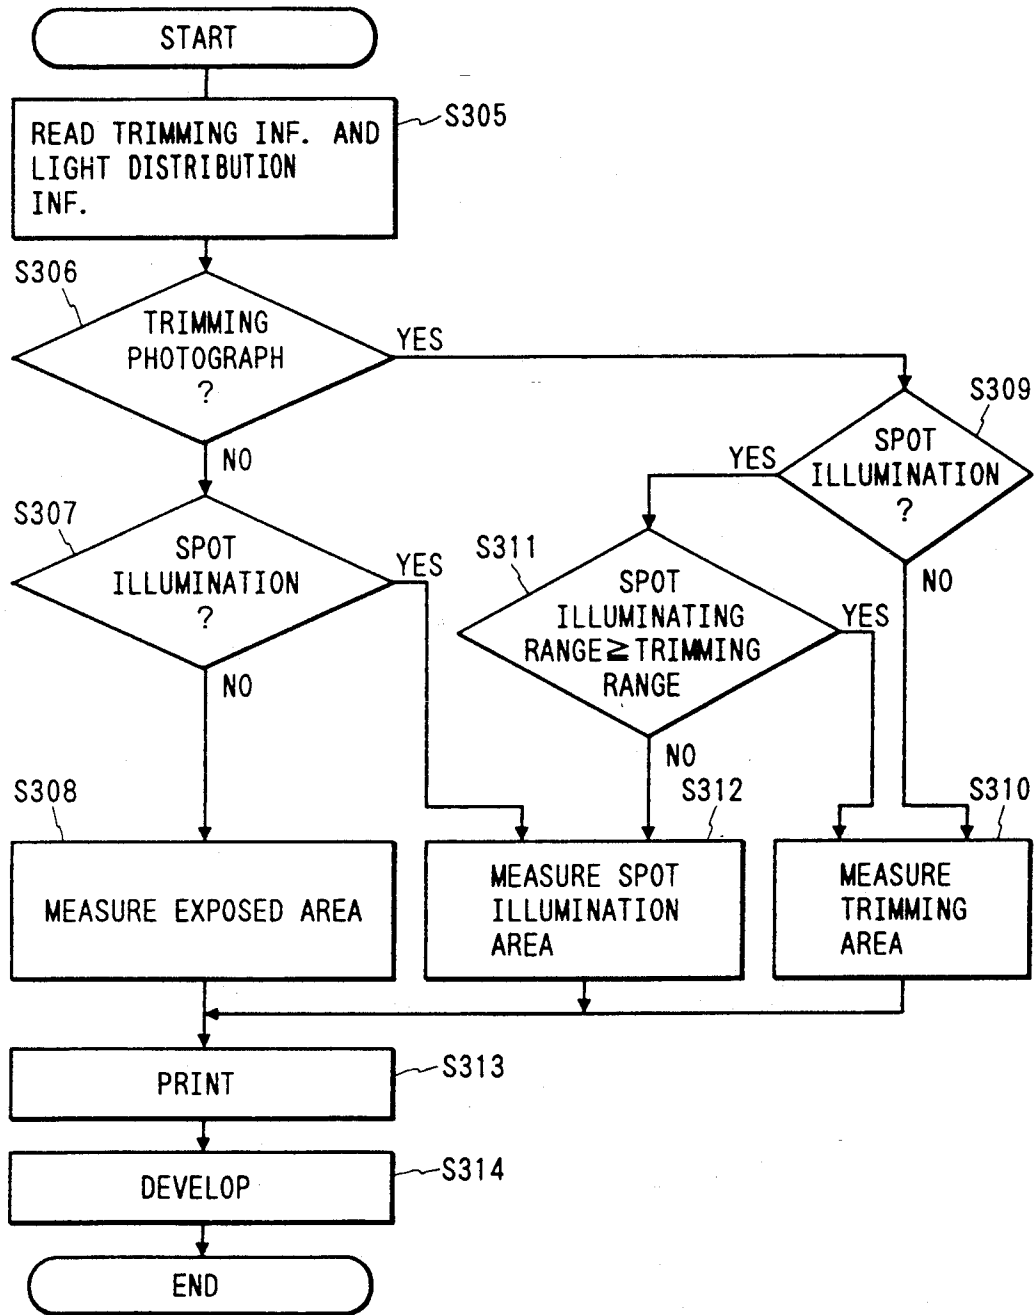 START
S305
READ TRIMMING INF. AND
LIGHT DISTRIBUTION
INF.
S306
TRIMMING
PHOTOGRAPH
?
YES
NO
S309
SPOT
ILLUMINATION
?
YES
NO
S307
SPOT
ILLUMINATION
?
YES
NO
S311
SPOT
ILLUMINATING
RANGE≧TRIMMING
RANGE
YES
NO
S308
MEASURE EXPOSED AREA
S312
MEASURE SPOT
ILLUMINATION
AREA
S310
MEASURE
TRIMMING
AREA
PRINT
S313
DEVELOP
S314
END